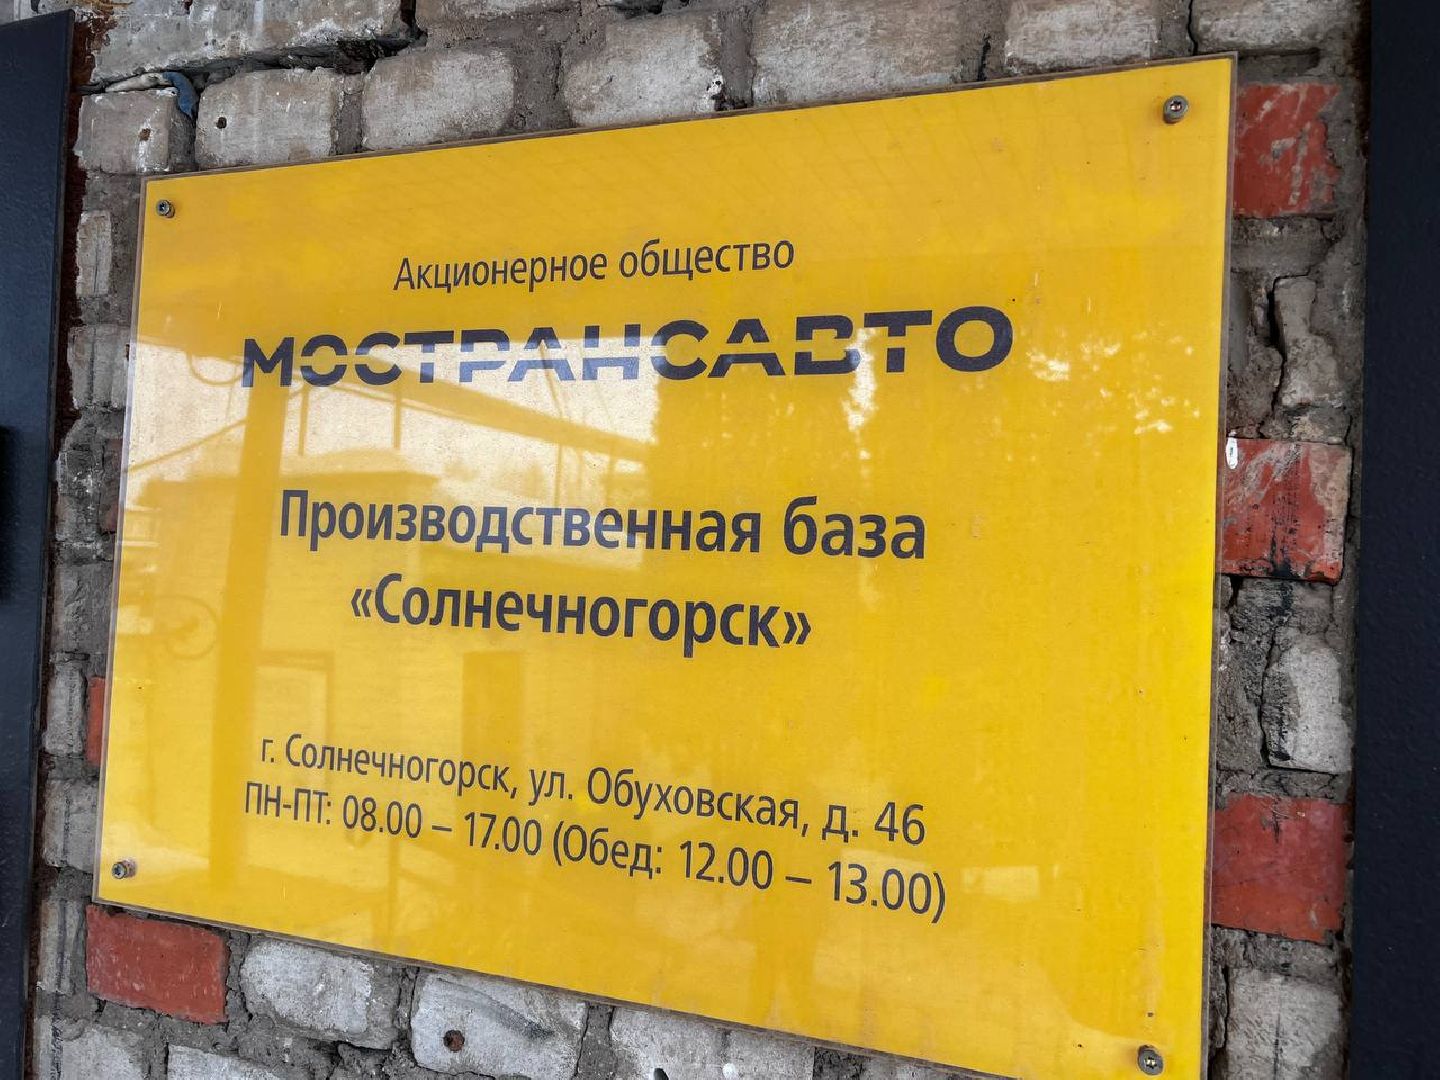 Акционерное общество
МОСТРАНСАВТО
Производственная база
«Солнечногорск»
г. Солнечногорск, ул. Обуховская, д. 46
ПН-ПТ: 08.00 – 17.00 (Обед: 12.00 – 13.00)